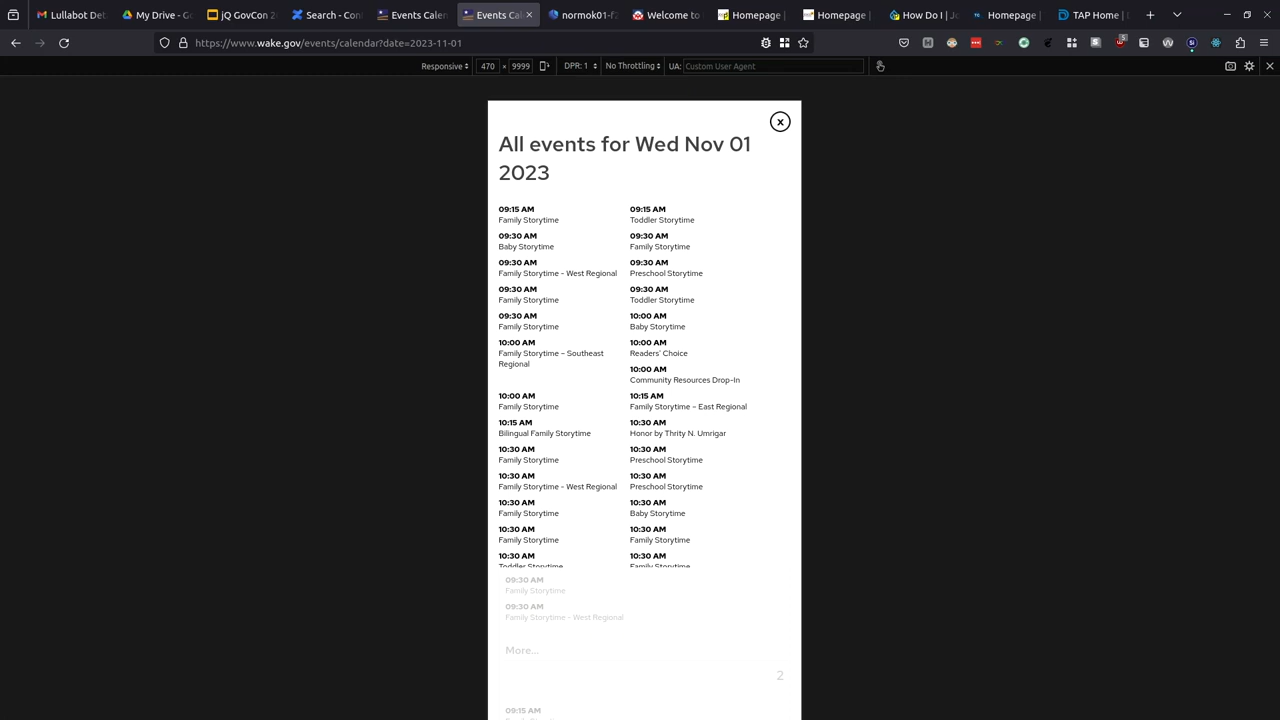 Lullabot Dat
My Drive - G
jQ GovCon 2
Search - Con
Events Calen
Events Cal
normok01-f
Homepage
Homepage
How Do I | Jo
Homepage |
TAP Home |
https://www.wake.gov/events/calendar?date=2023-11-01
Responsive 470 × 9999 DPR: 1 No Throttling UA: Custom User Agent
x
All events for Wed Nov 01
2023
09:15 AM
Family Storytime
09:30 AM
Baby Storytime
09:30 AM
Family Storytime - West Regional
09:30 AM
Family Storytime
09:30 AM
Family Storytime
10:00 AM
Family Storytime – Southeast
Regional
10:00 AM
Family Storytime
10:15 AM
Bilingual Family Storytime
10:30 AM
Family Storytime
10:30 AM
Family Storytime - West Regional
10:30 AM
Family Storytime
10:30 AM
Family Storytime
10:30 AM
Toddler Storytime
09:15 AM
Toddler Storytime
09:30 AM
Family Storytime
09:30 AM
Preschool Storytime
09:30 AM
Toddler Storytime
10:00 AM
Baby Storytime
10:00 AM
Readers' Choice
10:00 AM
Community Resources Drop-In
10:15 AM
Family Storytime – East Regional
10:30 AM
Honor by Thrity N. Umrigar
10:30 AM
Preschool Storytime
10:30 AM
Preschool Storytime
10:30 AM
Baby Storytime
10:30 AM
Family Storytime
10:30 AM
Family Storytime
09:30 AM
Family Storytime
09:30 AM
Family Storytime - West Regional
More...
2
09:15 AM